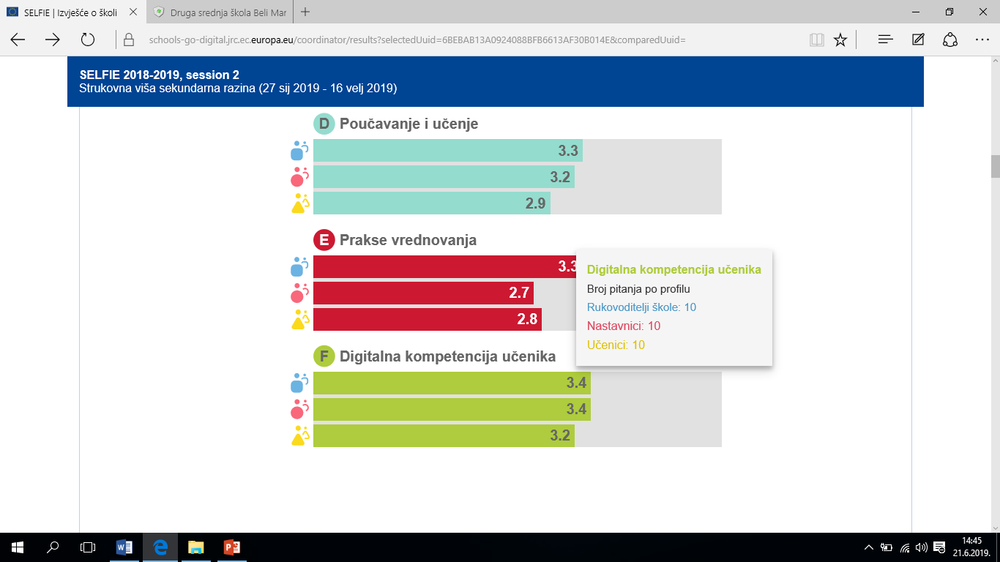 SELFIE | Izvješće o školi
Druga srednja škola Beli Mar
schools-go-digital.jrc.ec.europa.eu/coordinator/results?selectedUuid=6BEBAB13A0924088BFB6613AF30B014E&comparedUuid=
SELFIE 2018-2019, session 2
Strukovna viša sekundarna razina (27 sij 2019 - 16 velj 2019)
D Poučavanje i učenje
3.3
3.2
2.9
E Prakse vrednovanja
3.3
2.7
2.8
Digitalna kompetencija učenika
Broj pitanja po profilu
Rukovoditelji škole: 10
Nastavnici: 10
Učenici: 10
F Digitalna kompetencija učenika
3.4
3.4
3.2
14:45
21.6.2019.